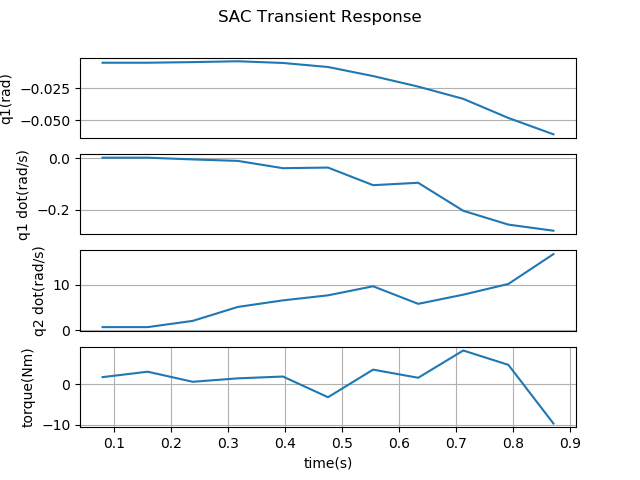 SAC Transient Response
q1(rad)
−0.025
−0.050
q1 dot(rad/s)
0.0
−0.2
q2 dot(rad/s)
10
0
torque(Nm)
0
−10
0.1 0.2 0.3 0.4 0.5 0.6 0.7 0.8 0.9
time(s)